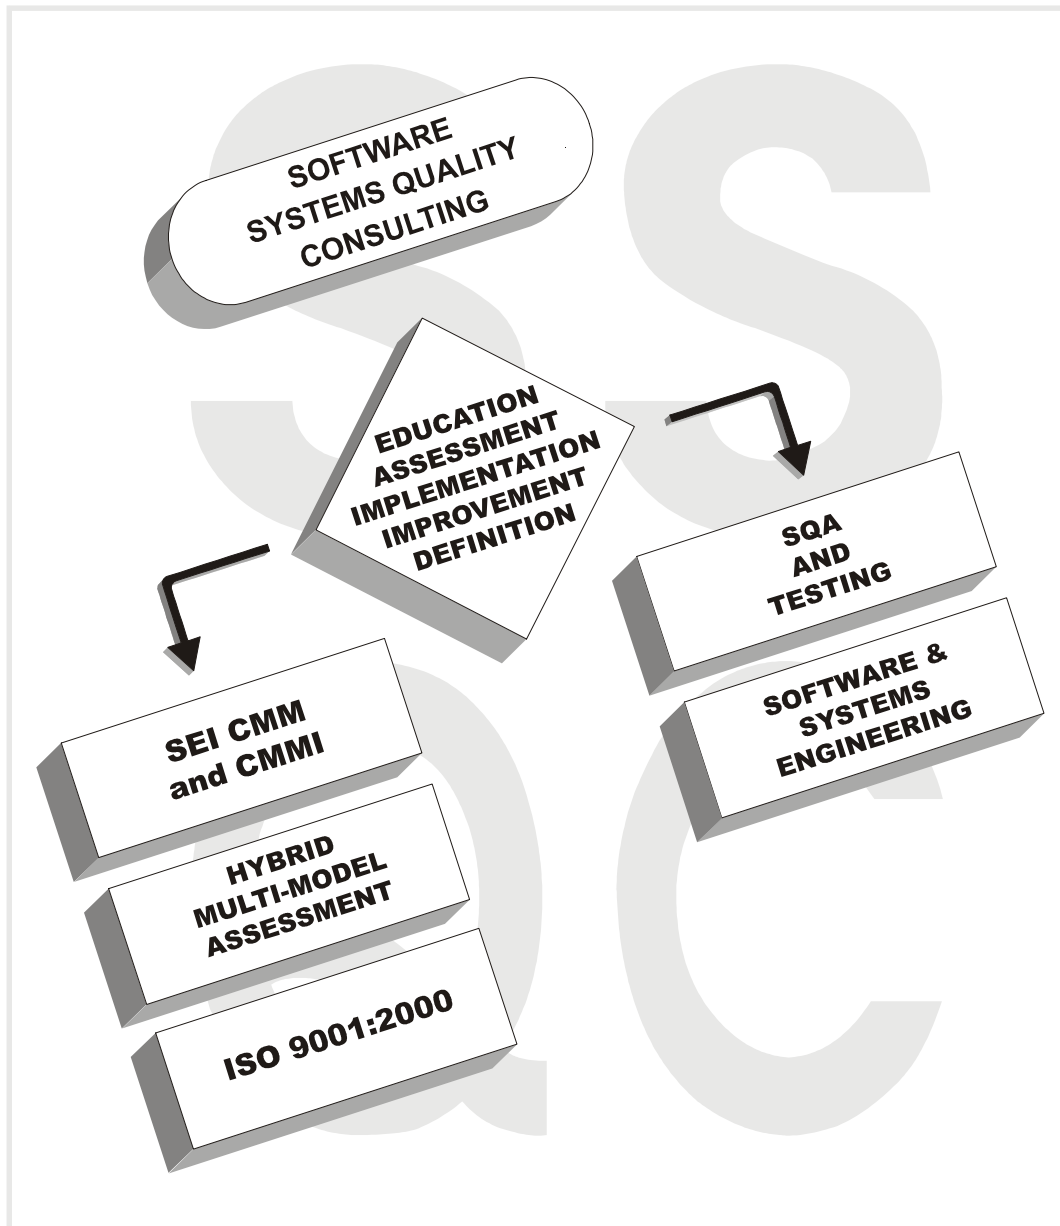 SOFTWARE
SYSTEMS QUALITY
CONSULTING
EDUCATION
ASSESSMENT
IMPLEMENTATION
IMPROVEMENT
DEFINITION
SQA
AND
TESTING
SOFTWARE &
SYSTEMS
ENGINEERING
SEI CMM
and CMMI
HYBRID
MULTI-MODEL
ASSESSMENT
ISO 9001:2000
S S
Q C